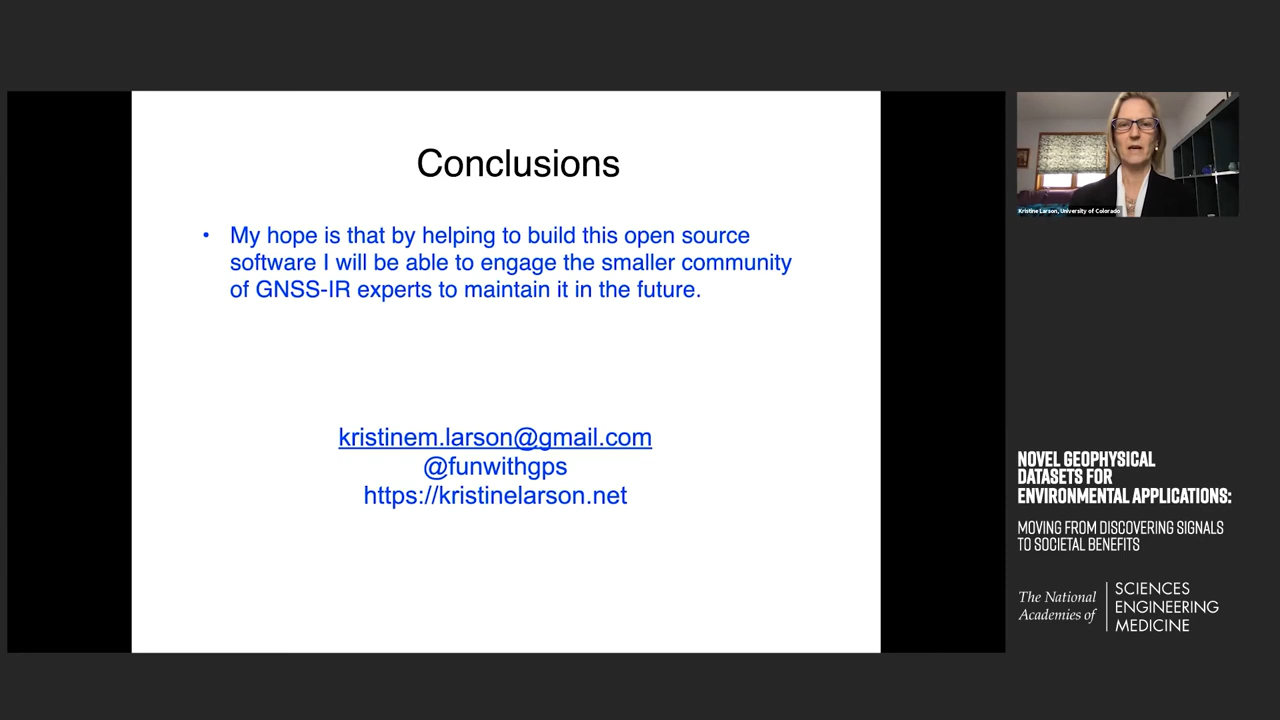 Conclusions
• My hope is that by helping to build this open source
software I will be able to engage the smaller community
of GNSS-IR experts to maintain it in the future.
kristinem.larson@gmail.com
@funwithgps
https://kristinelarson.net
Kristine Larson, University of Colorado
NOVEL GEOPHYSICAL
DATASETS FOR
ENVIRONMENTAL APPLICATIONS:
MOVING FROM DISCOVERING SIGNALS
TO SOCIETAL BENEFITS
The National
Academies of
SCIENCES
ENGINEERING
MEDICINE